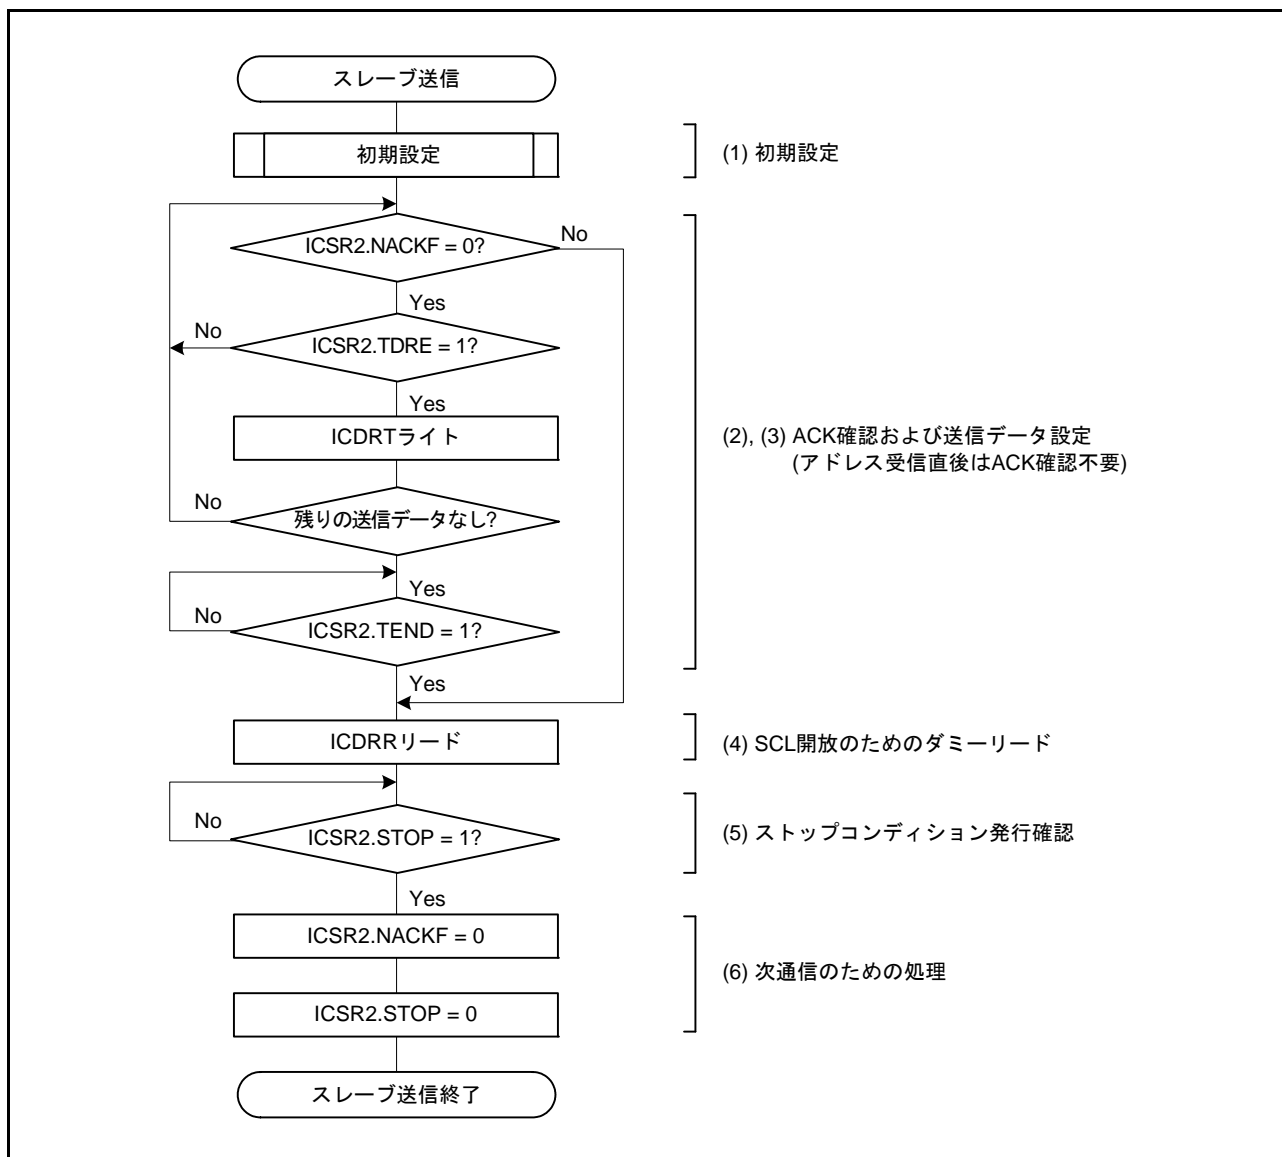 スレーブ送信
初期設定
(1) 初期設定
ICSR2.NACKF = 0?
No
Yes
No
ICSR2.TDRE = 1?
Yes
ICDRTライト
(2), (3) ACK確認および送信データ設定
(アドレス受信直後はACK確認不要)
No
残りの送信データなし?
Yes
No
ICSR2.TEND = 1?
Yes
ICDRRリード
(4) SCL開放のためのダミーリード
No
ICSR2.STOP = 1?
(5) ストップコンディション発行確認
Yes
ICSR2.NACKF = 0
(6) 次通信のための処理
ICSR2.STOP = 0
スレーブ送信終了